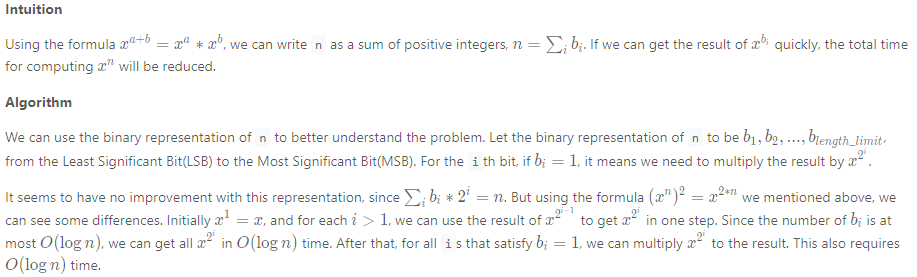 Intuition
Using the formula $x^{a+b} = x^a * x^b$, we can write n as a sum of positive integers, $n = \sum_i b_i$. If we can get the result of $x^{b_i}$ quickly, the total time
for computing $x^n$ will be reduced.
Algorithm
We can use the binary representation of n to better understand the problem. Let the binary representation of n to be $b_1, b_2, ..., b_{length\_limit}$,
from the Least Significant Bit(LSB) to the Most Significant Bit(MSB). For the i th bit, if $b_i = 1$, it means we need to multiply the result by $x^{2^i}$.
It seems to have no improvement with this representation, since $\sum_i b_i * 2^i = n$. But using the formula $(x^n)^2 = x^{2*n}$ we mentioned above, we
can see some differences. Initially $x^1 = x$, and for each $i > 1$, we can use the result of $x^{2^{i-1}}$ to get $x^{2^i}$ in one step. Since the number of $b_i$ is at
most $O(\log n)$, we can get all $x^{2^i}$ in $O(\log n)$ time. After that, for all i s that satisfy $b_i = 1$, we can multiply $x^{2^i}$ to the result. This also requires
$O(\log n)$ time.